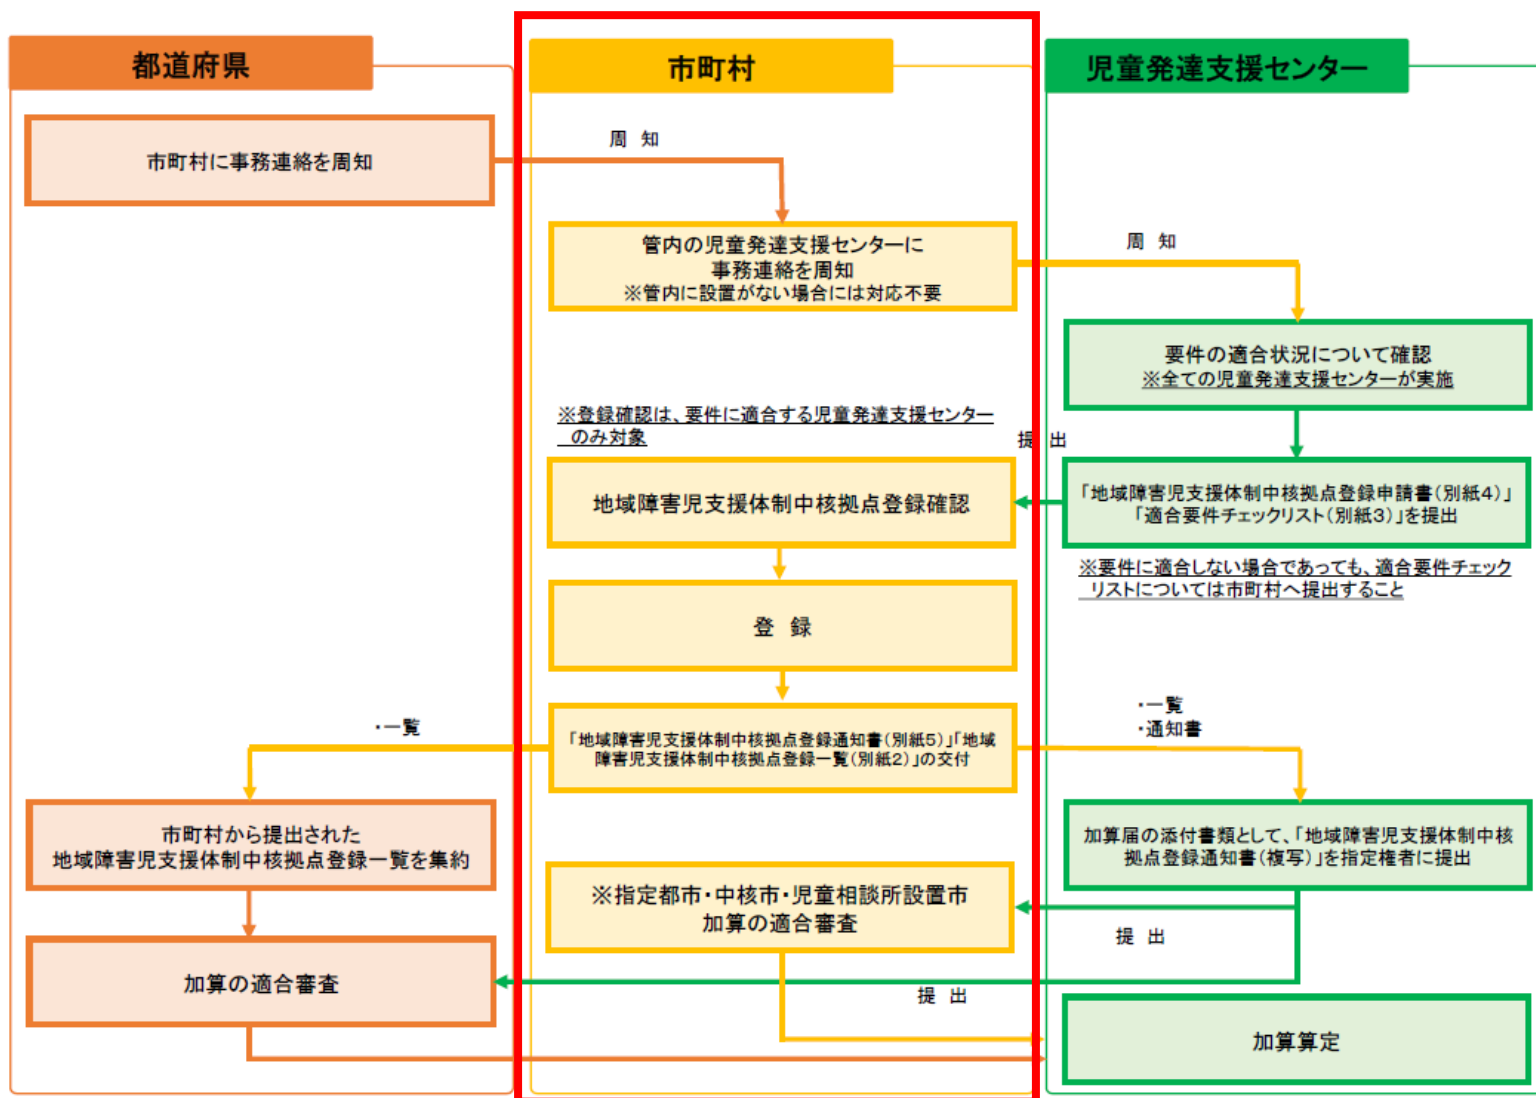 都道府県
市町村
児童発達支援センター
市町村に事務連絡を周知
周 知
管内の児童発達支援センターに
事務連絡を周知
※管内に設置がない場合には対応不要
周 知
要件の適合状況について確認
※全ての児童発達支援センターが実施
※登録確認は、要件に適合する児童発達支援センター
のみ対象
提 出
地域障害児支援体制中核拠点登録確認
「地域障害児支援体制中核拠点登録申請書(別紙4)」
「適合要件チェックリスト(別紙3)」を提出
※要件に適合しない場合であっても、適合要件チェック
リストについては市町村へ提出すること
登 録
・一覧
「地域障害児支援体制中核拠点登録通知書(別紙5)」「地域
障害児支援体制中核拠点登録一覧(別紙2)」の交付
・一覧
・通知書
市町村から提出された
地域障害児支援体制中核拠点登録一覧を集約
加算届の添付書類として、「地域障害児支援体制中核
拠点登録通知書(複写)」を指定権者に提出
※指定都市・中核市・児童相談所設置市
加算の適合審査
提 出
加算の適合審査
提 出
加算算定